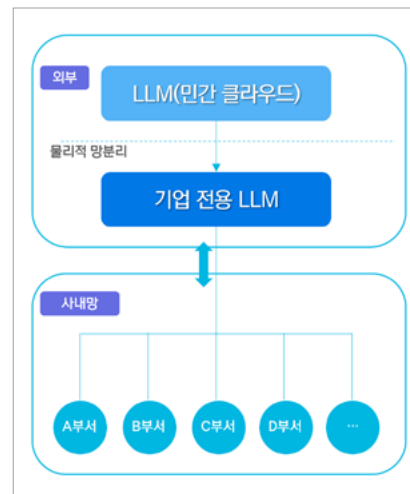 외부
LLM(민간 클라우드)
물리적 망분리
기업 전용 LLM
사내망
A부서
B부서
C부서
D부서
...